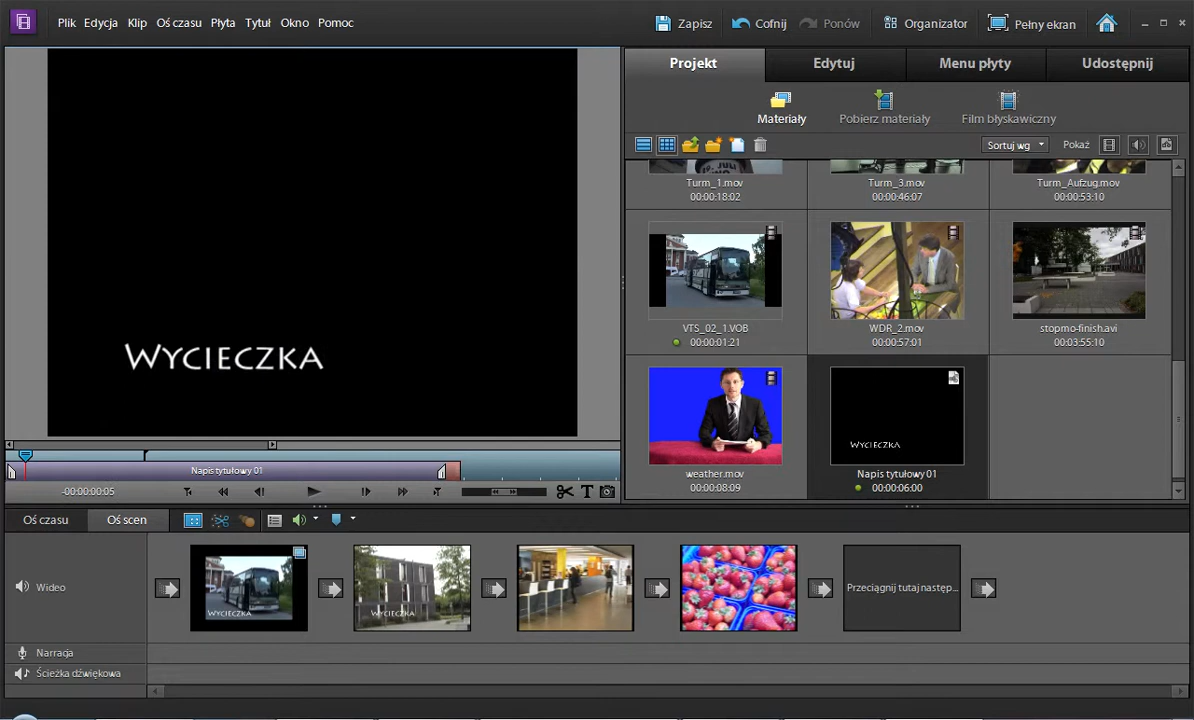 Plik Edycja Klip Oś czasu Płyta Tytuł Okno Pomoc Zapisz Cofnij Ponów Organizator Pełny ekran
Projekt Edytuj Menu płyty Udostępnij
Materiały Pobierz materiały Film błyskawiczny
Sortuj wg Pokaż
Turm_1.mov Turm_3.mov Turm_Aufzug.mov
00:00:18:02 00:00:46:07 00:00:53:10
VTS_02_1.VOB WDR_2.mov stopmo-finish.avi
00:00:01:21 00:00:57:01 00:03:55:10
WYCIECZKA
WYCIECZKA
weather.mov Napis tytułowy 01
00:00:08:09 00:00:06:00
Napis tytułowy 01
-00:00:00:05
Oś czasu Oś scen
Wideo
WYCIECZKA WYCIECZKA
Przeciągnij tutaj następ...
Narracja
Ścieżka dźwiękowa